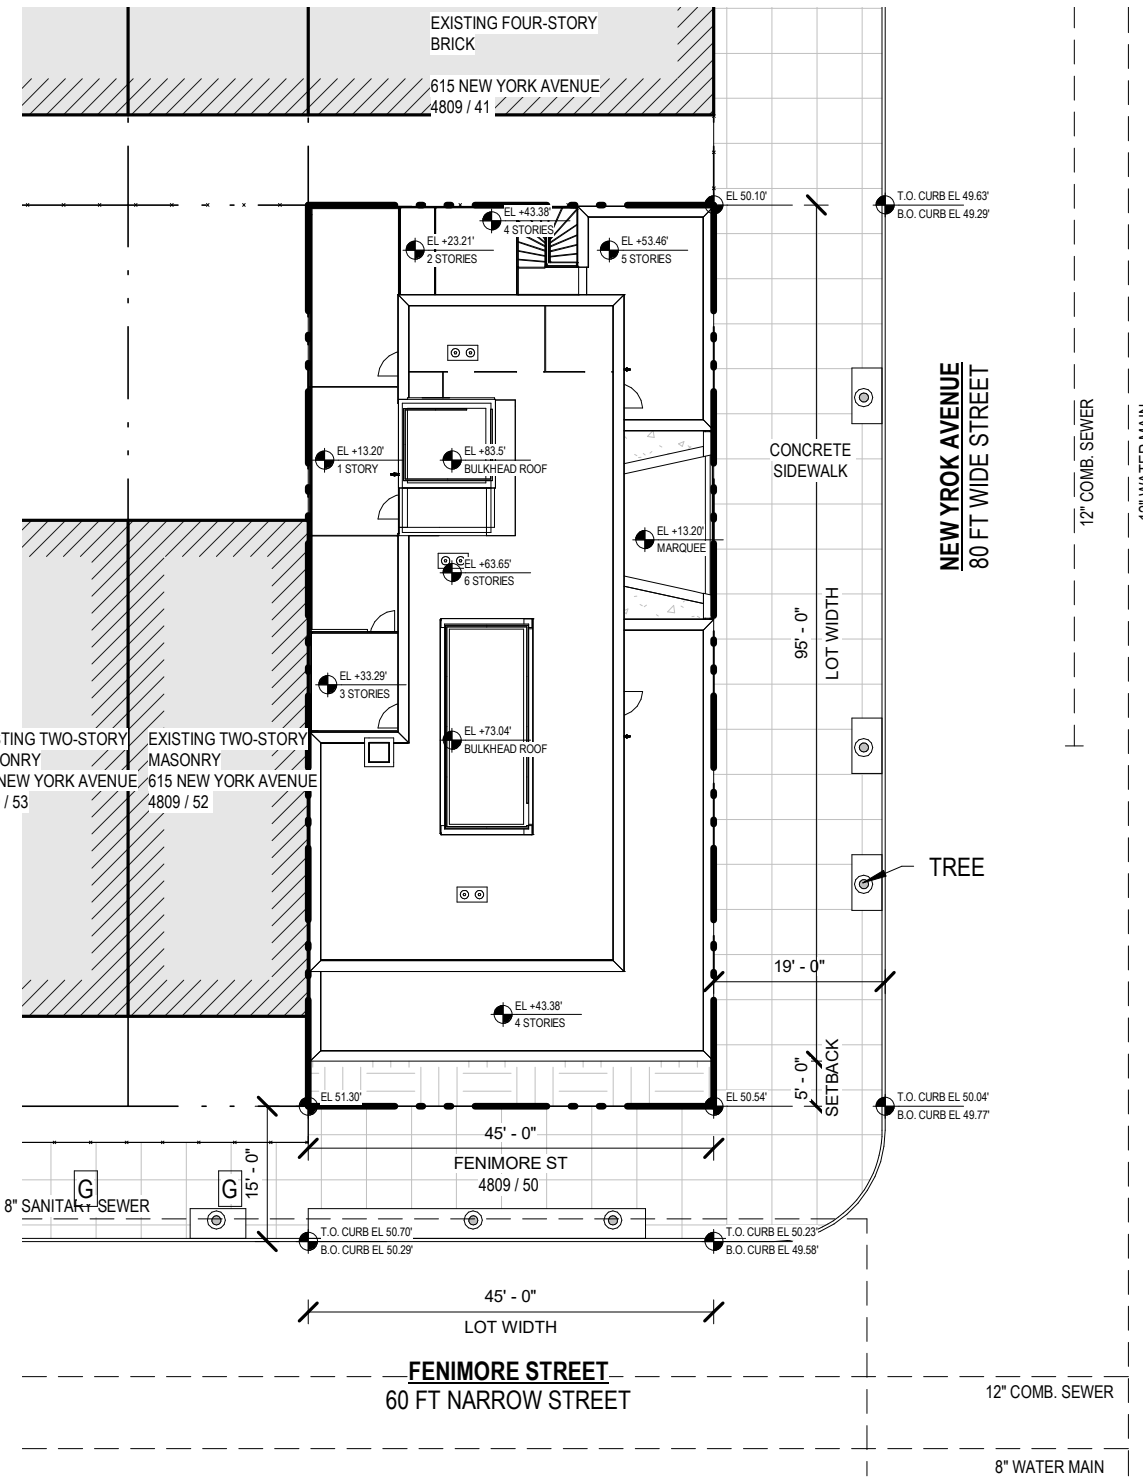 EXISTING FOUR-STORY
BRICK
615 NEW YORK AVENUE
4809 / 41
EL 50.10'
T.O. CURB EL 49.63'
B.O. CURB EL 49.29'
EL +43.38'
4 STORIES
EL +23.21'
2 STORIES
EL +53.46'
5 STORIES
NEW YROK AVENUE
80 FT WIDE STREET
12" COMB. SEWER
CONCRETE
SIDEWALK
EL +13.20'
1 STORY
EL +83.5'
BULKHEAD ROOF
EL +13.20'
MARQUEE
EL +63.65'
6 STORIES
95' - 0"
LOT WIDTH
EL +33.29'
3 STORIES
EL +73.04'
BULKHEAD ROOF
TING TWO-STORY
ONRY
NEW YORK AVENUE
/ 53
EXISTING TWO-STORY
MASONRY
615 NEW YORK AVENUE
4809 / 52
TREE
19' - 0"
EL +43.38'
4 STORIES
5' - 0"
SETBACK
EL 51.30'
EL 50.54'
T.O. CURB EL 50.04'
B.O. CURB EL 49.77'
45' - 0"
FENIMORE ST
4809 / 50
15' - 0"
G
G
8" SANITARY SEWER
T.O. CURB EL 50.70'
B.O. CURB EL 50.29'
T.O. CURB EL 50.23'
B.O. CURB EL 49.58'
45' - 0"
LOT WIDTH
FENIMORE STREET
60 FT NARROW STREET
12" COMB. SEWER
8" WATER MAIN